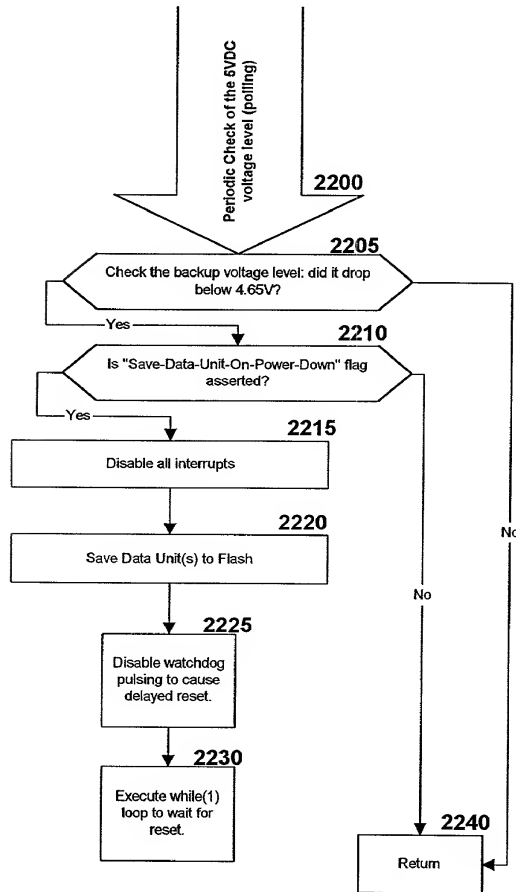 Periodic Check of the 5VDC
voltage level (polling)
2200
2205
Check the backup voltage level: did it drop
below 4.65V?
Yes
2210
Is "Save-Data-Unit-On-Power-Down" flag
asserted?
Yes
2215
Disable all interrupts
2220
Save Data Unit(s) to Flash
No
No
2225
Disable watchdog
pulsing to cause
delayed reset.
2230
Execute while(1)
loop to wait for
reset.
2240
Return